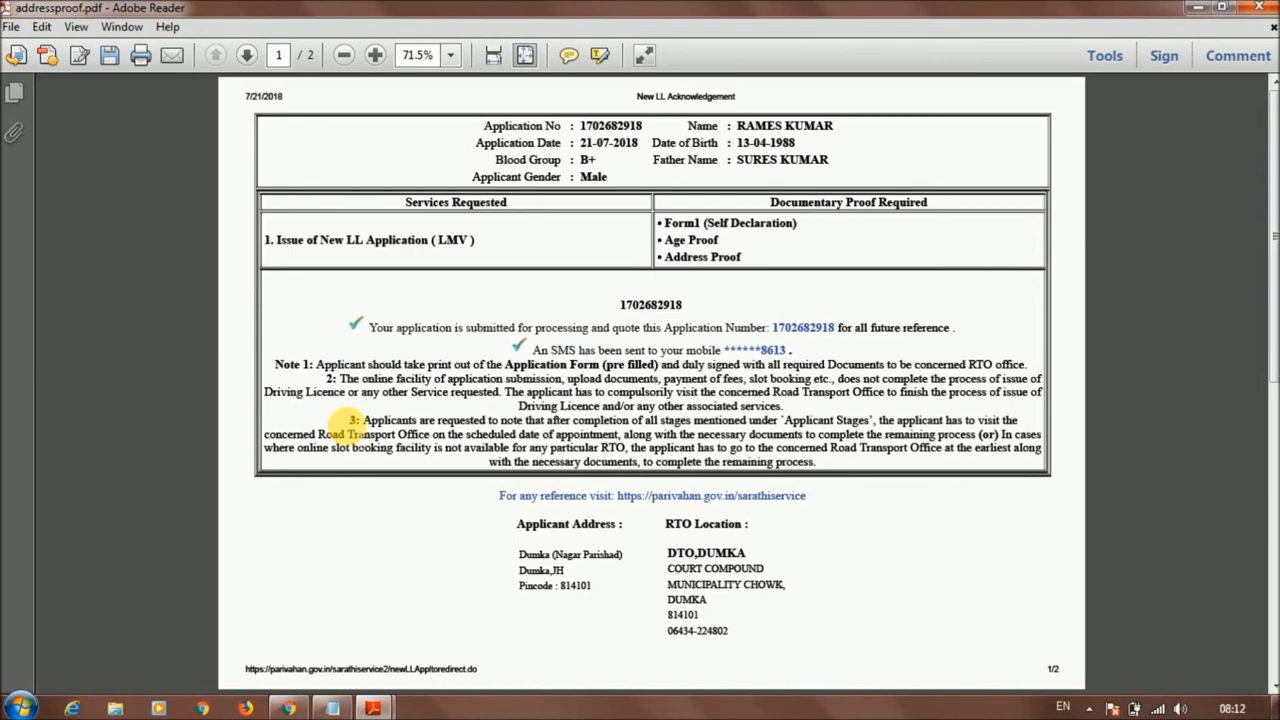 addressproof.pdf - Adobe Reader
File Edit View Window Help
1 / 2 71.5% Tools Sign Comment
7/21/2018 New LL Acknowledgement
Application No : 1702682918 Name : RAMES KUMAR
Application Date : 21-07-2018 Date of Birth : 13-04-1988
Blood Group : B+ Father Name : SURES KUMAR
Applicant Gender : Male
Services Requested Documentary Proof Required
1. Issue of New LL Application ( LMV )
• Form1 (Self Declaration)
• Age Proof
• Address Proof
1702682918
Your application is submitted for processing and quote this Application Number: 1702682918 for all future reference .
An SMS has been sent to your mobile ******8613 .
Note 1: Applicant should take print out of the Application Form (pre filled) and duly signed with all required Documents to be concerned RTO office.
2: The online facility of application submission, upload documents, payment of fees, slot booking etc., does not complete the process of issue of
Driving Licence or any other Service requested. The applicant has to compulsorily visit the concerned Road Transport Office to finish the process of issue of
Driving Licence and/or any other associated services.
3: Applicants are requested to note that after completion of all stages mentioned under `Applicant Stages', the applicant has to visit the
concerned Road Transport Office on the scheduled date of appointment, along with the necessary documents to complete the remaining process (or) In cases
where online slot booking facility is not available for any particular RTO, the applicant has to go to the concerned Road Transport Office at the earliest along
with the necessary documents, to complete the remaining process.
For any reference visit: https://parivahan.gov.in/sarathiservice
Applicant Address : RTO Location :
Dumka (Nagar Parishad) DTO,DUMKA
Dumka,JH COURT COMPOUND
Pincode : 814101 MUNICIPALITY CHOWK,
DUMKA
814101
06434-224802
https://parivahan.gov.in/sarathiservice2/newLLAppltoredirect.do 1/2
EN 08:12